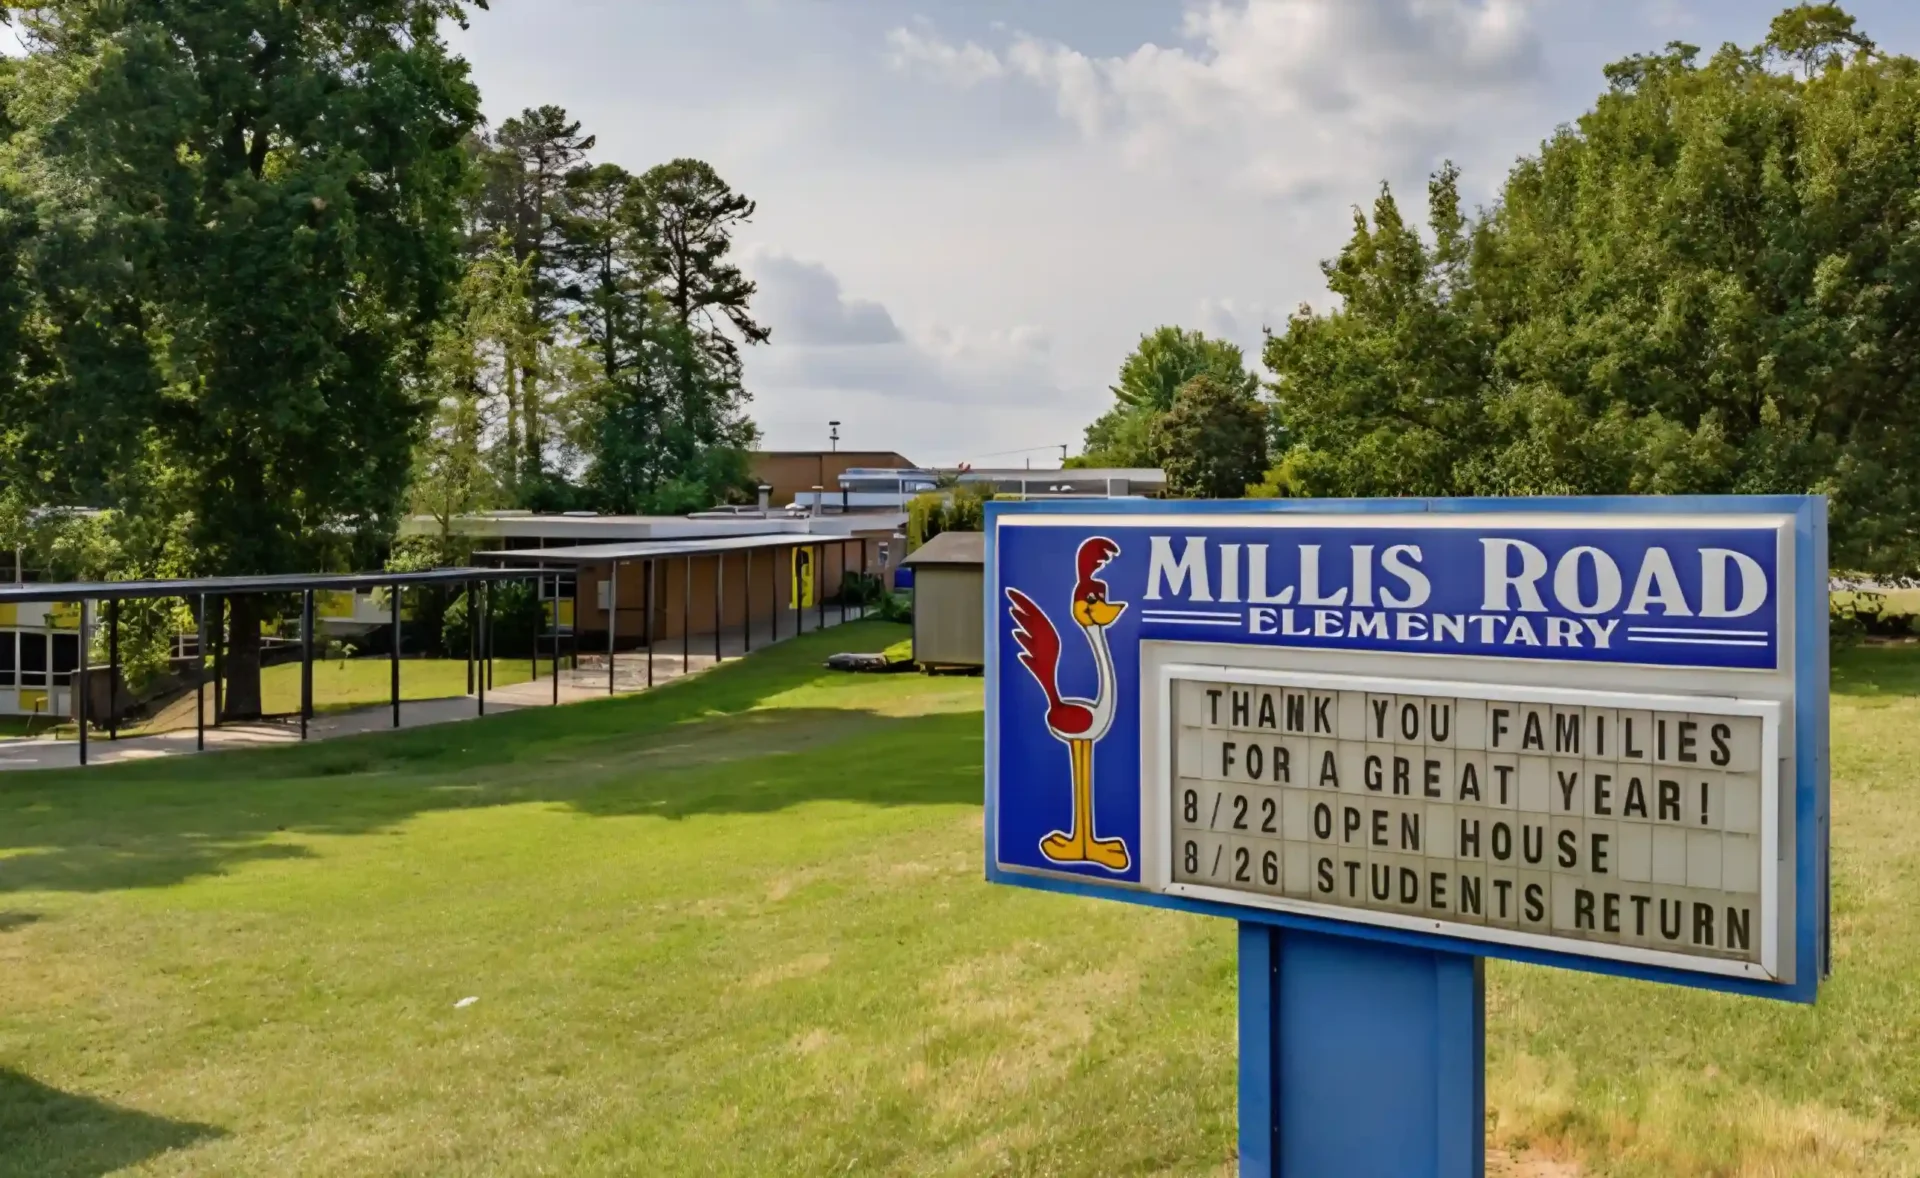 MILLIS ROAD
ELEMENTARY
THANK YOU FAMILIES
FOR A GREAT YEAR!
8/22 OPEN HOUSE
8/26 STUDENTS RETURN